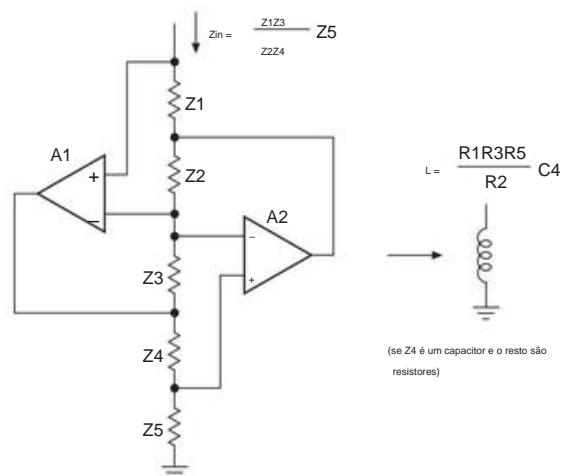 Zin =
Z1Z3
Z2Z4
Z5
Z1
A1
+
−
Z2
A2
−
+
Z3
Z4
Z5
L =
R1R3R5
R2
C4
(se Z4 é um capacitor e o resto são
resistores)